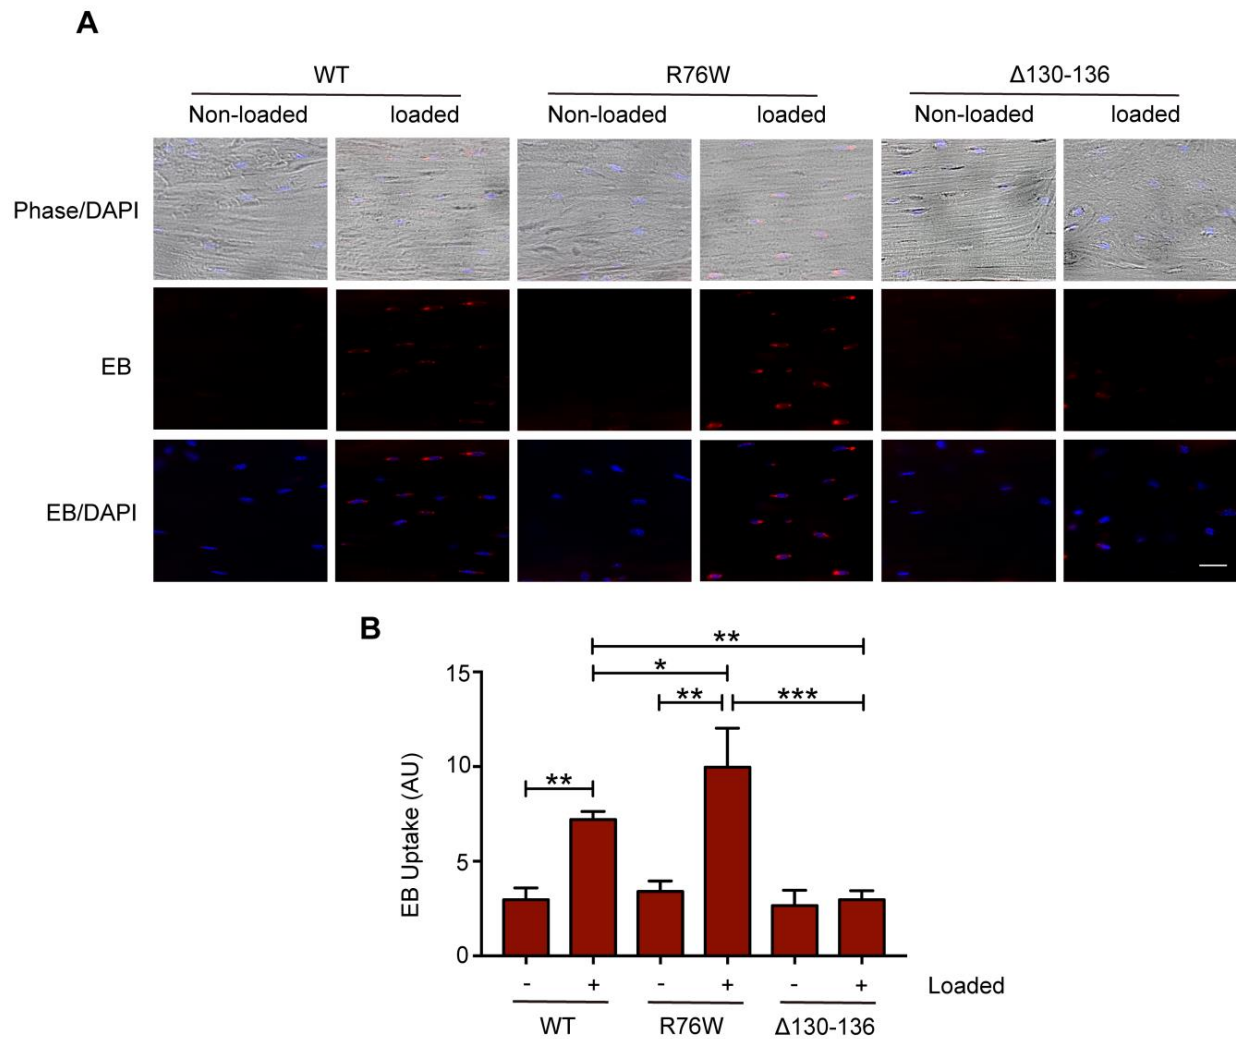 A
WT R76W Δ130-136
Non-loaded loaded Non-loaded loaded Non-loaded loaded
Phase/DAPI
EB
EB/DAPI
B
**
*
** ***
**
15
10
5
0
EB Uptake (AU)
- + - + - + Loaded
WT R76W Δ130-136